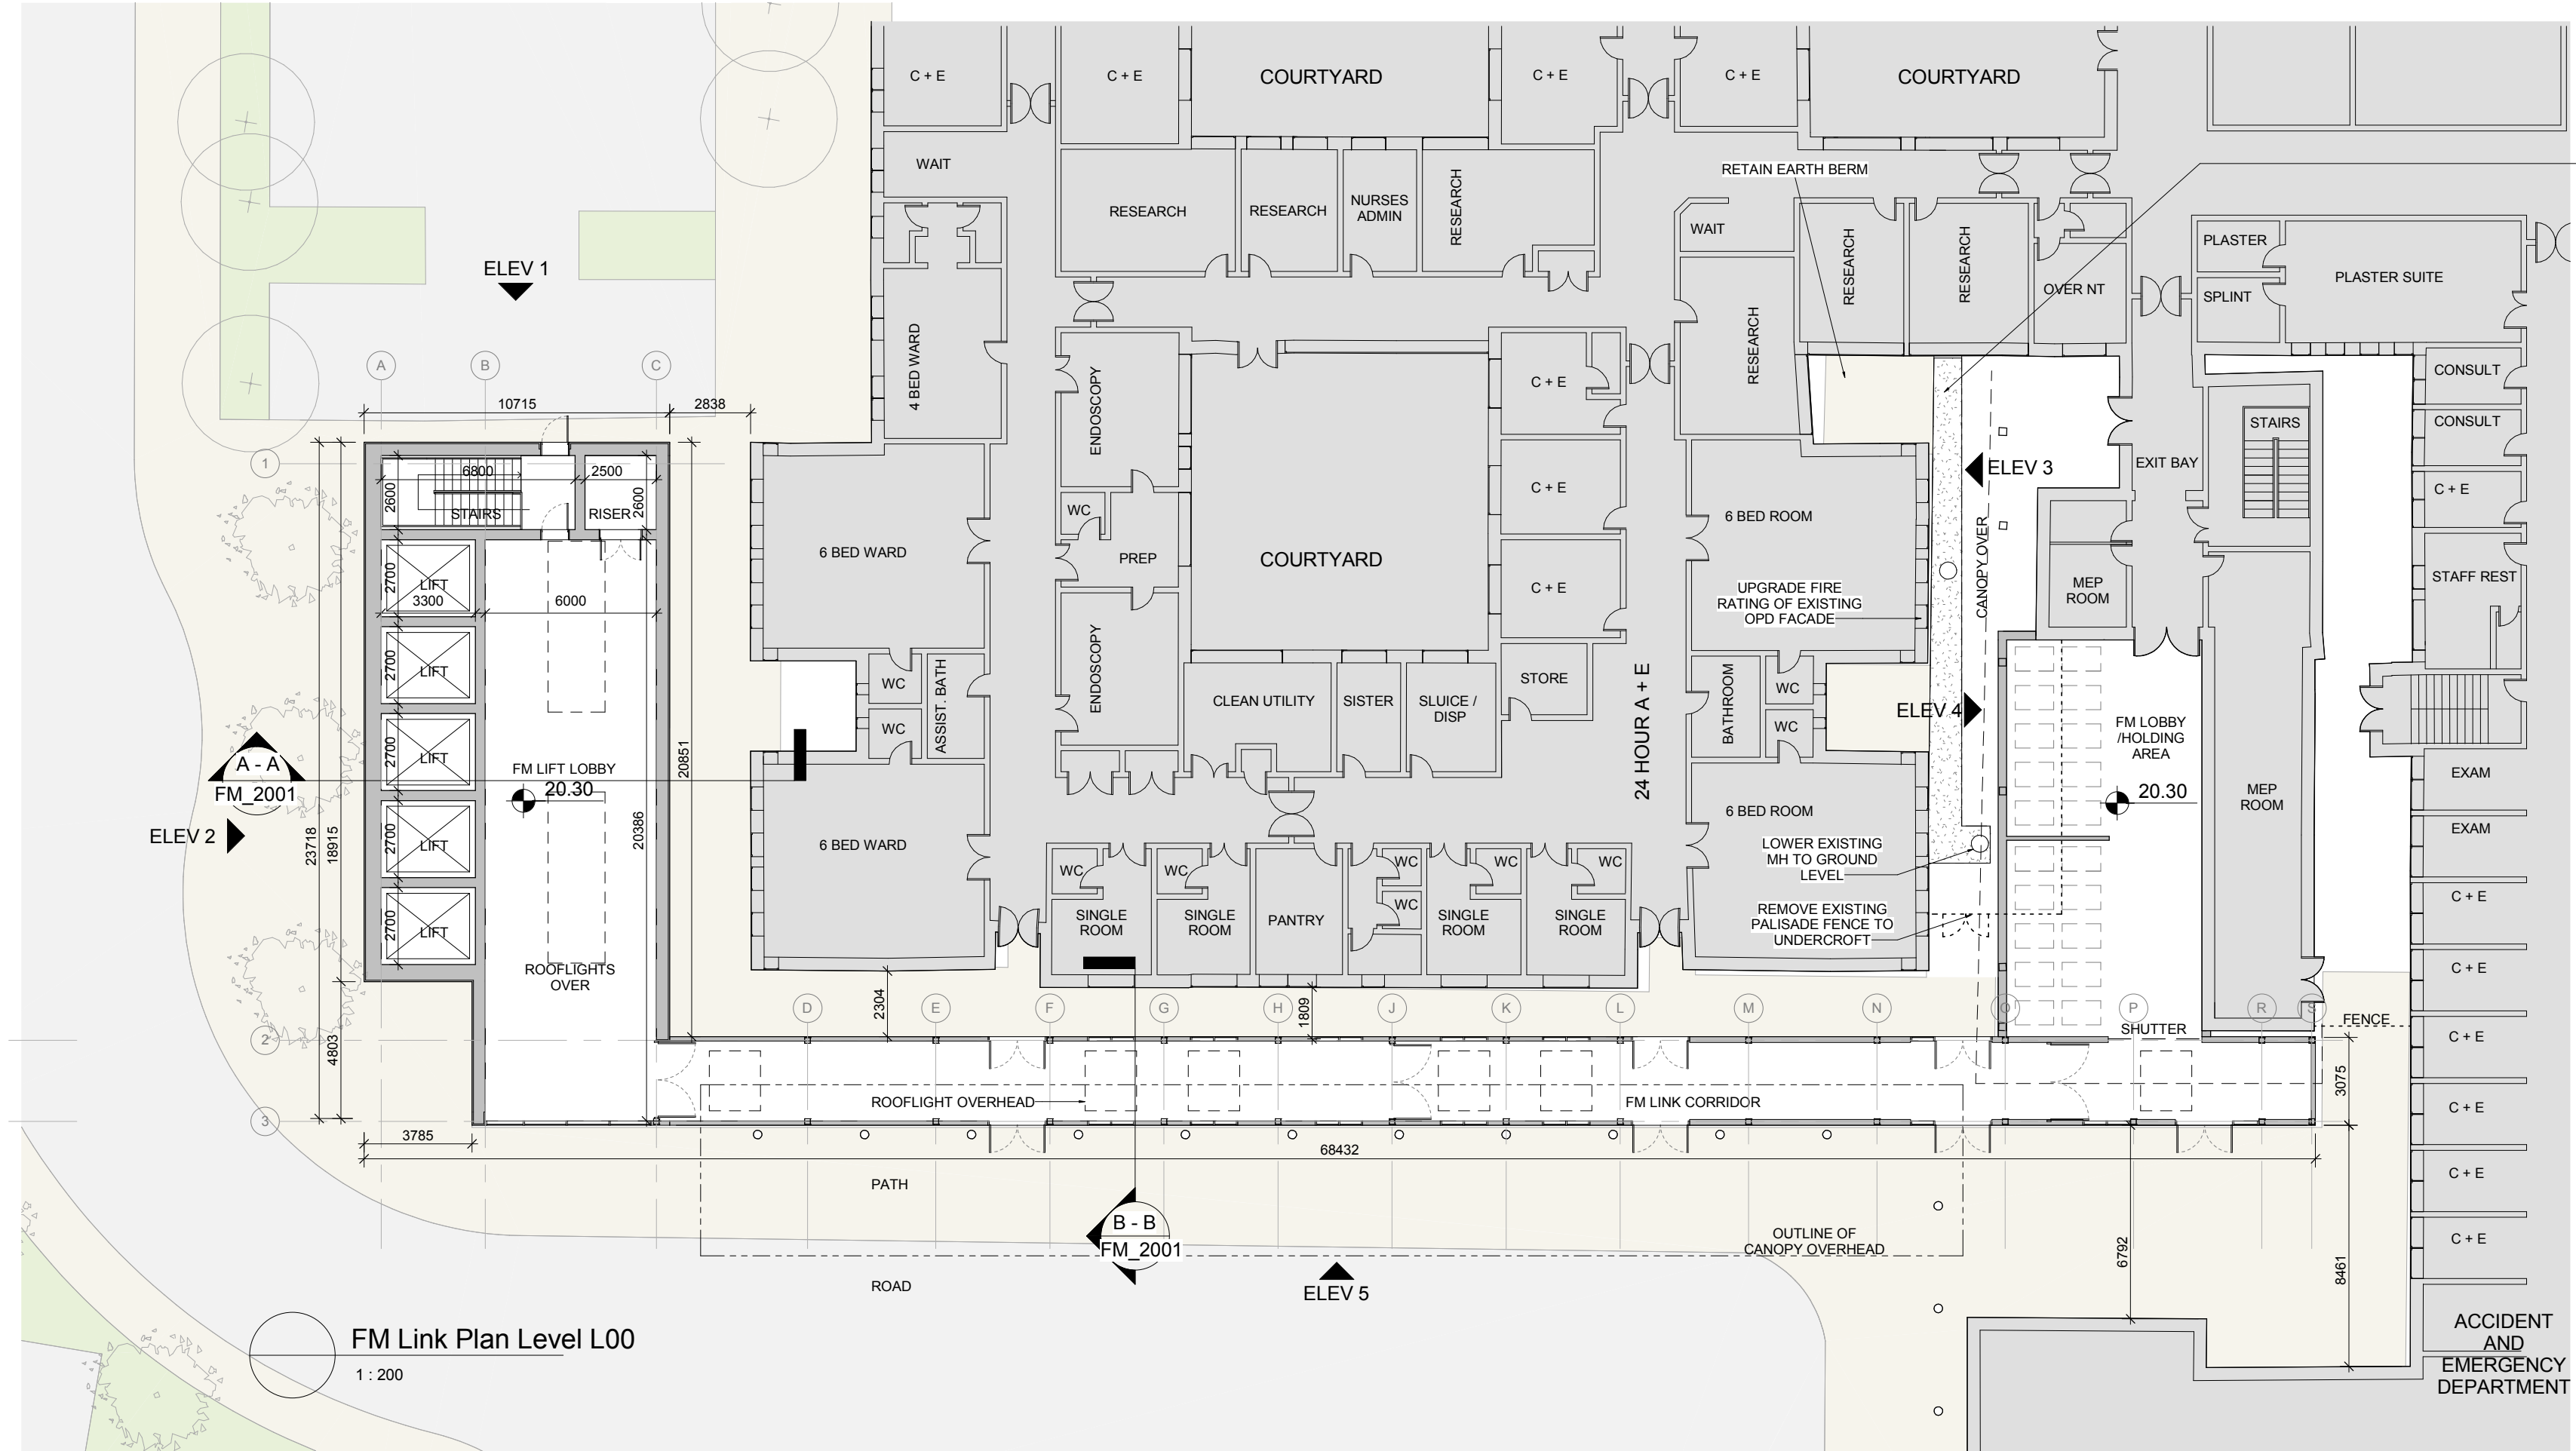 C + E
C + E
COURTYARD
C + E
C + E
COURTYARD
WAIT
RETAIN EARTH BERM
RESEARCH
RESEARCH
NURSES
ADMIN
RESEARCH
WAIT
RESEARCH
RESEARCH
PLASTER
OVER NT
SPLINT
PLASTER SUITE
ELEV 1
4 BED WARD
ENDOSCOPY
C + E
RESEARCH
CONSULT
A
B
C
10715
2838
CONSULT
STAIRS
1
6800
2500
2600
STAIRS
RISER
2600
WC
PREP
C + E
6 BED ROOM
ELEV 3
EXIT BAY
C + E
6 BED WARD
COURTYARD
C + E
CANOPY OVER
MEP
ROOM
STAFF REST
2700
LIFT
3300
6000
UPGRADE FIRE
RATING OF EXISTING
OPD FACADE
2700
LIFT
WC
WC
ASSIST. BATH
ENDOSCOPY
CLEAN UTILITY
SISTER
SLUICE /
DISP
STORE
24 HOUR A + E
BATHROOM
WC
WC
ELEV 4
FM LOBBY
/HOLDING
AREA
20.30
MEP
ROOM
EXAM
EXAM
A - A
FM_2001
ELEV 2
2700
LIFT
FM LIFT LOBBY
20.30
20851
20386
23718
18915
2700
LIFT
6 BED WARD
6 BED ROOM
LOWER EXISTING
MH TO GROUND
LEVEL
2700
LIFT
ROOFLIGHTS
OVER
WC
WC
WC
WC
WC
WC
SINGLE
ROOM
SINGLE
ROOM
PANTRY
SINGLE
ROOM
SINGLE
ROOM
REMOVE EXISTING
PALISADE FENCE TO
UNDERCROFT
C + E
C + E
2304
1809
D
E
F
G
H
J
K
L
M
N
O
P
R
S
SHUTTER
FENCE
2
4803
C + E
3075
ROOFLIGHT OVERHEAD
FM LINK CORRIDOR
C + E
3
3785
68432
PATH
C + E
B - B
FM_2001
OUTLINE OF
CANOPY OVERHEAD
6792
8461
C + E
ROAD
ELEV 5
FM Link Plan Level L00
1 : 200
ACCIDENT
AND
EMERGENCY
DEPARTMENT